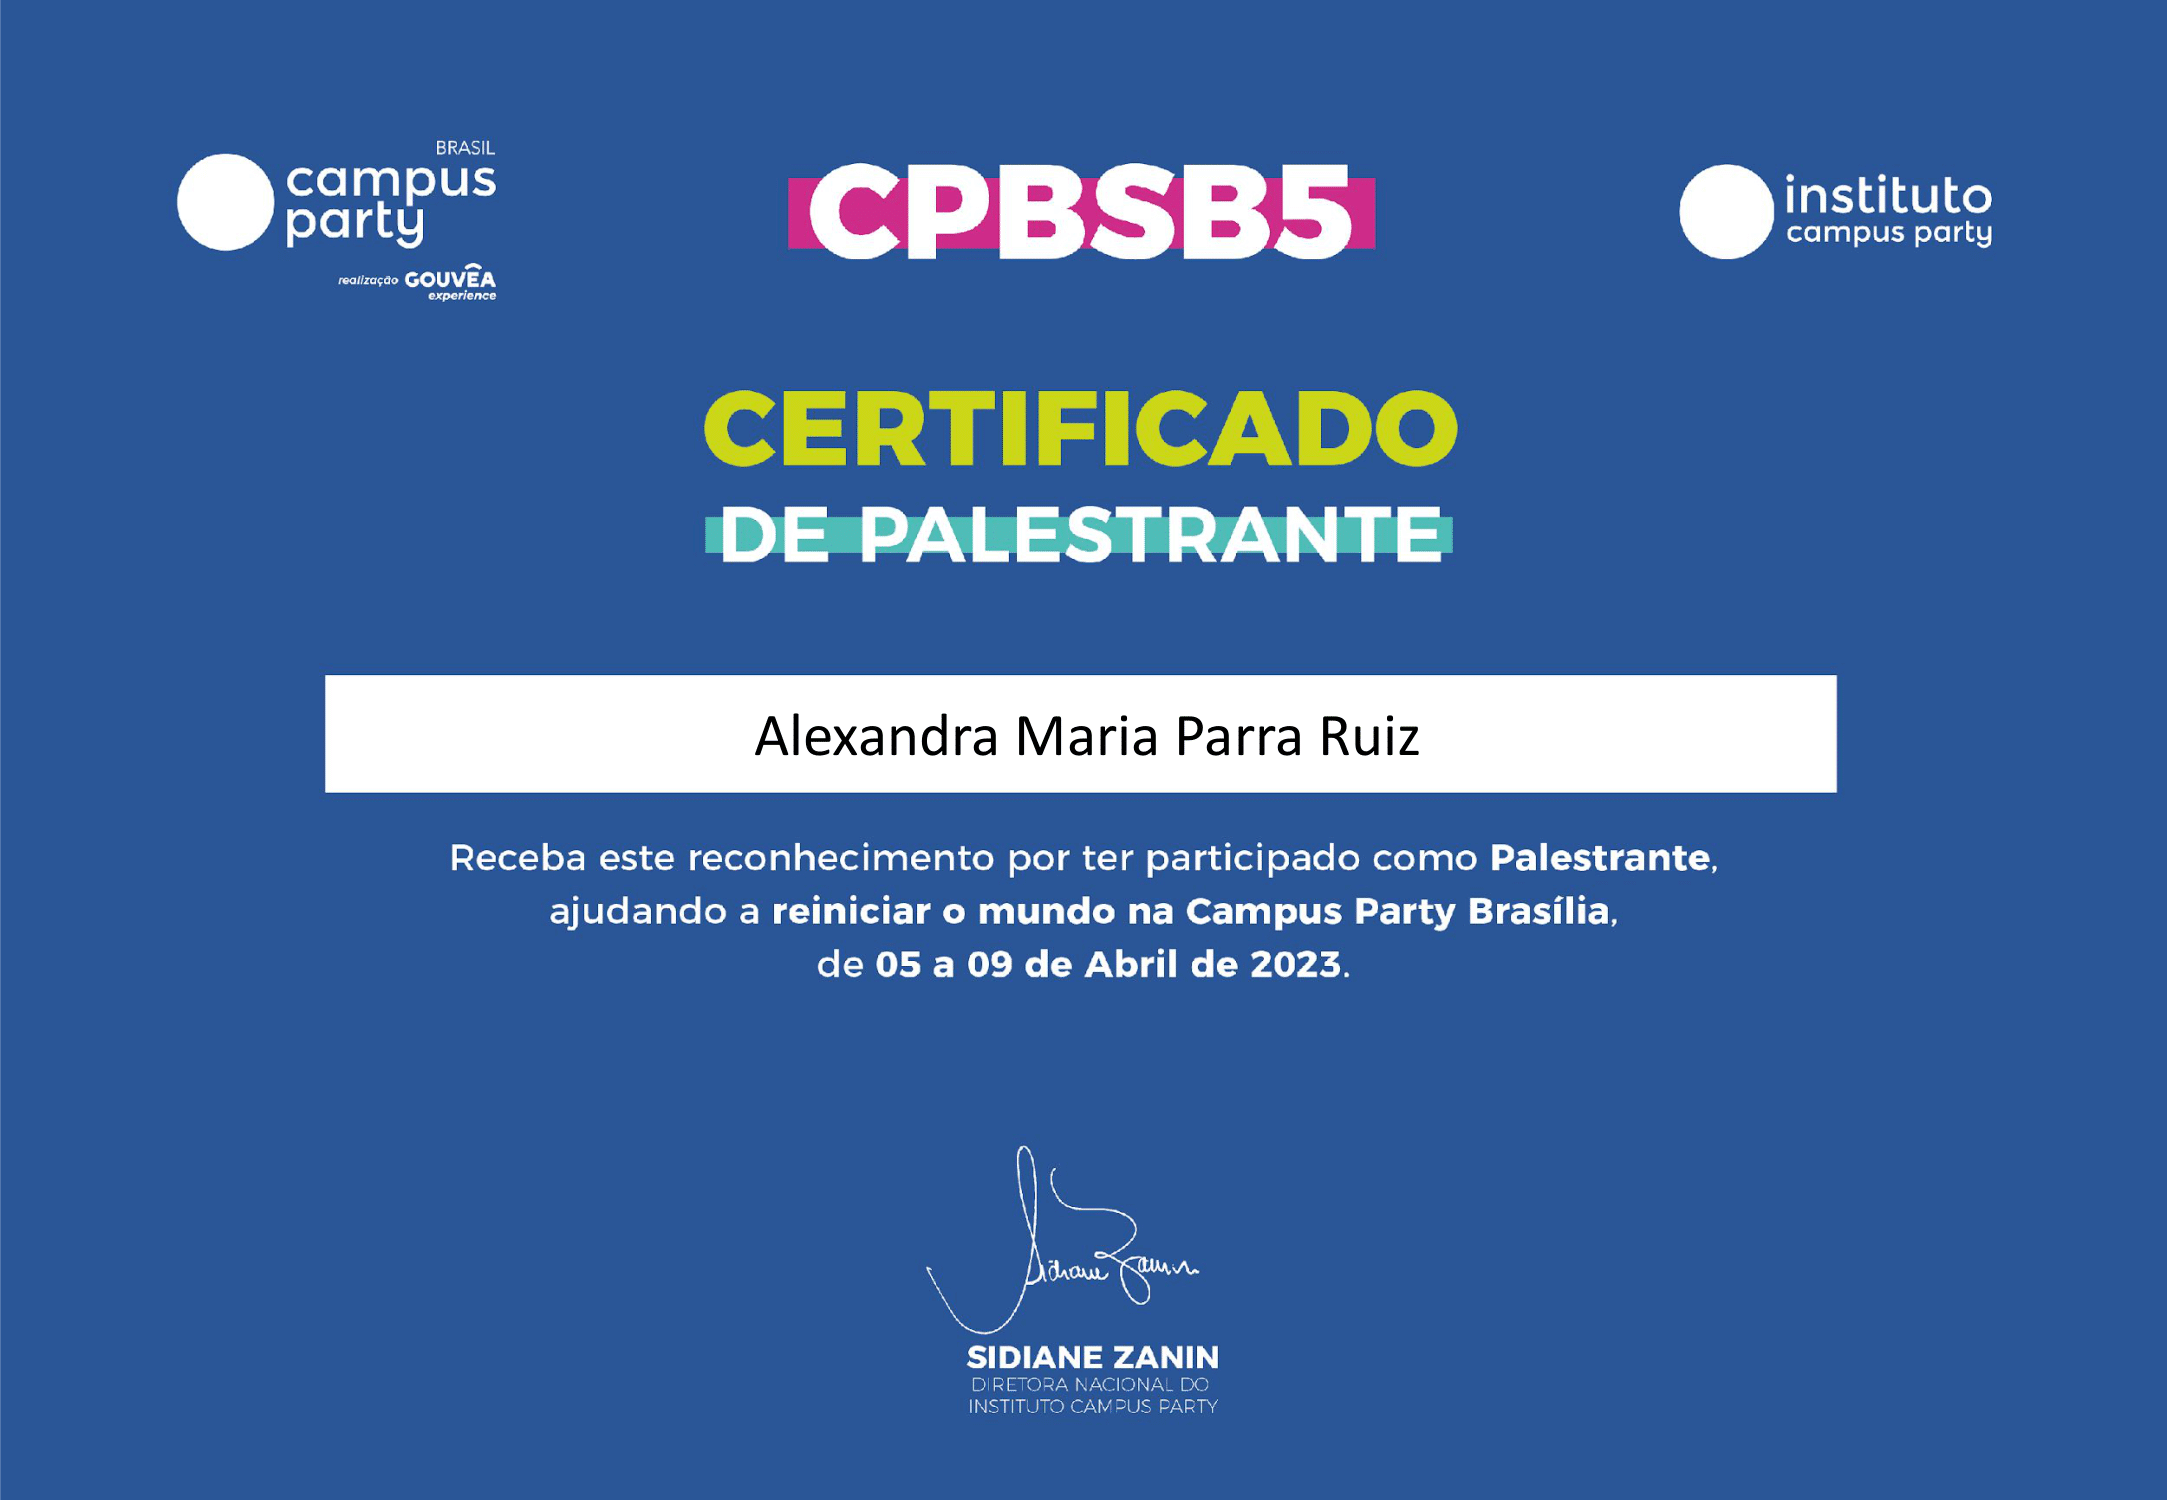 BRASIL
campus
party
realização GOUVÊA
experience
CPBSB5
instituto
campus party
CERTIFICADO
DE PALESTRANTE
Alexandra Maria Parra Ruiz
Receba este reconhecimento por ter participado como Palestrante,
ajudando a reiniciar o mundo na Campus Party Brasília,
de 05 a 09 de Abril de 2023.
Sidiane Zanin
SIDIANE ZANIN
DIRETORA NACIONAL DO
INSTITUTO CAMPUS PARTY